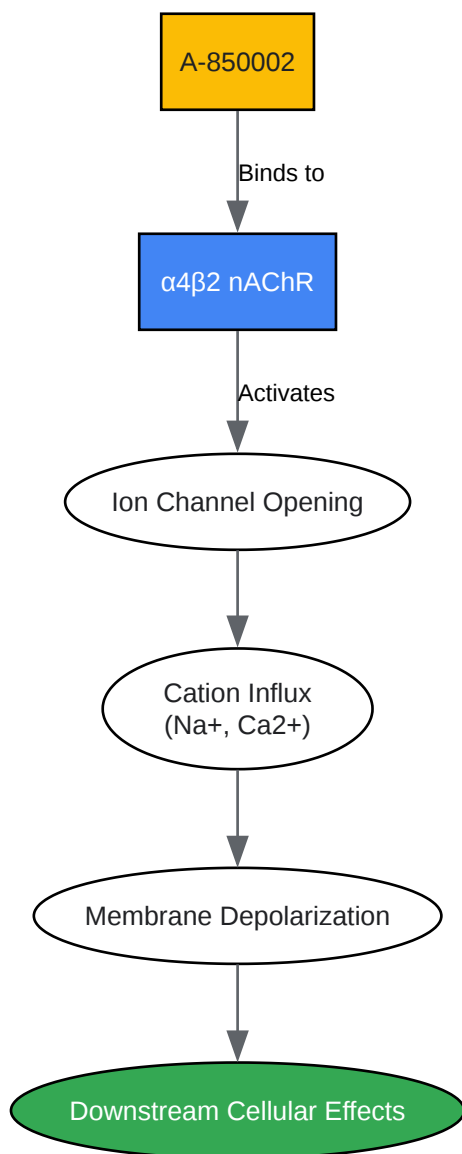 A-850002
Binds to
α4β2 nAChR
Activates
Ion Channel Opening
Cation Influx
(Na+, Ca2+)
Membrane Depolarization
Downstream Cellular Effects